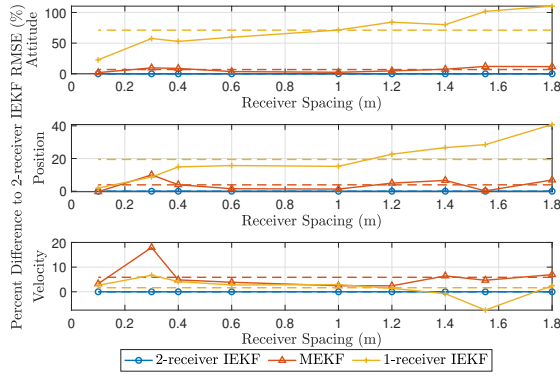 Percent Difference to 2-receiver IEKF RMSE (%)
Attitude
100
50
0
0 0.2 0.4 0.6 0.8 1 1.2 1.4 1.6 1.8
Receiver Spacing (m)
Position
40
20
0
0 0.2 0.4 0.6 0.8 1 1.2 1.4 1.6 1.8
Receiver Spacing (m)
Velocity
20
10
0
0 0.2 0.4 0.6 0.8 1 1.2 1.4 1.6 1.8
Receiver Spacing (m)
2-receiver IEKF MEKF 1-receiver IEKF